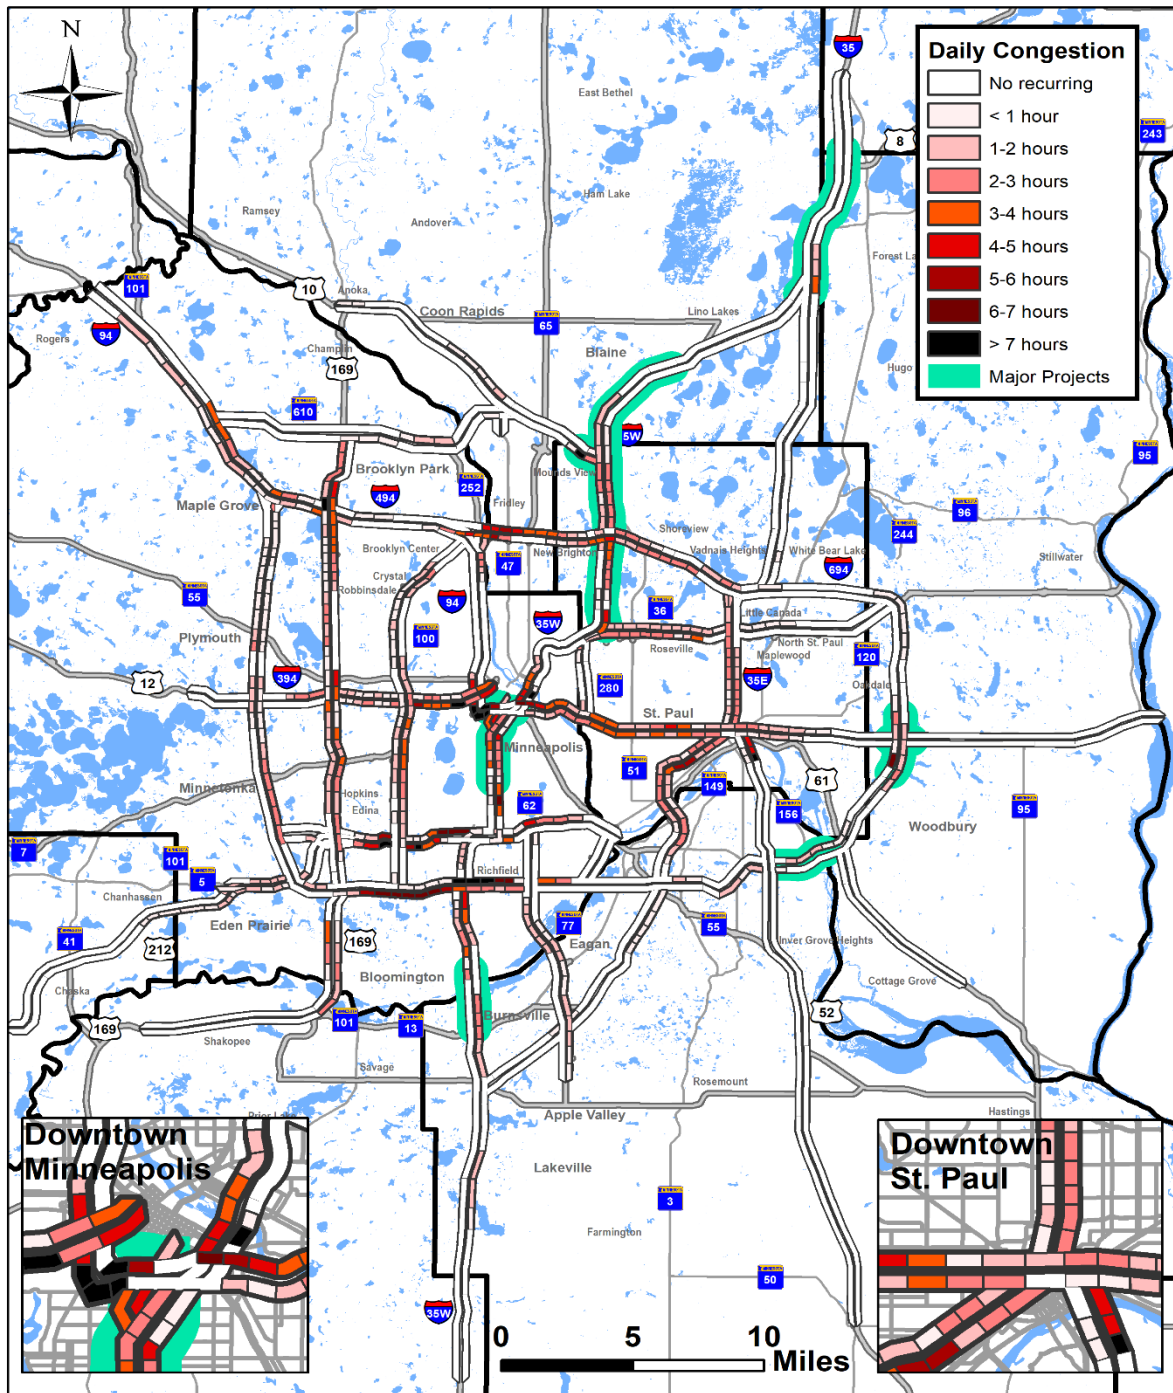 N
35
Daily Congestion
No recurring
< 1 hour
1-2 hours
2-3 hours
3-4 hours
4-5 hours
5-6 hours
6-7 hours
> 7 hours
Major Projects
East Bethel
8
243
Ham Lake
Ramsey
Andover
Forest La
101
10
Anoka
Coon Rapids
65
Lino Lakes
94
Rogers
Champlin
169
Blaine
Hugo
610
5W
95
Brooklyn Park
Mounds View
252
494
Fridley
Maple Grove
96
Shoreview
244
Brooklyn Center
New Brighton
Vadnais Heights
White Bear Lake
Stillwater
47
694
Crystal
Robbinsdale
55
94
36
Little Canada
100
35W
Plymouth
Roseville
North St. Paul
Maplewood
120
394
12
280
35E
Oakdale
St. Paul
Minneapolis
51
61
Minnetonka
Hopkins
149
Edina
62
156
95
Woodbury
7
101
5
Richfield
Chanhassen
Eden Prairie
77
55
41
212
169
Eagan
Inver Grove Heights
Bloomington
Chaska
Cottage Grove
52
169
101
13
Burnsville
Shakopee
Savage
Rosemount
Prior Lake
Apple Valley
Hastings
Downtown
Minneapolis
Downtown
St. Paul
Lakeville
3
Farmington
50
35W
0 5 10
Miles